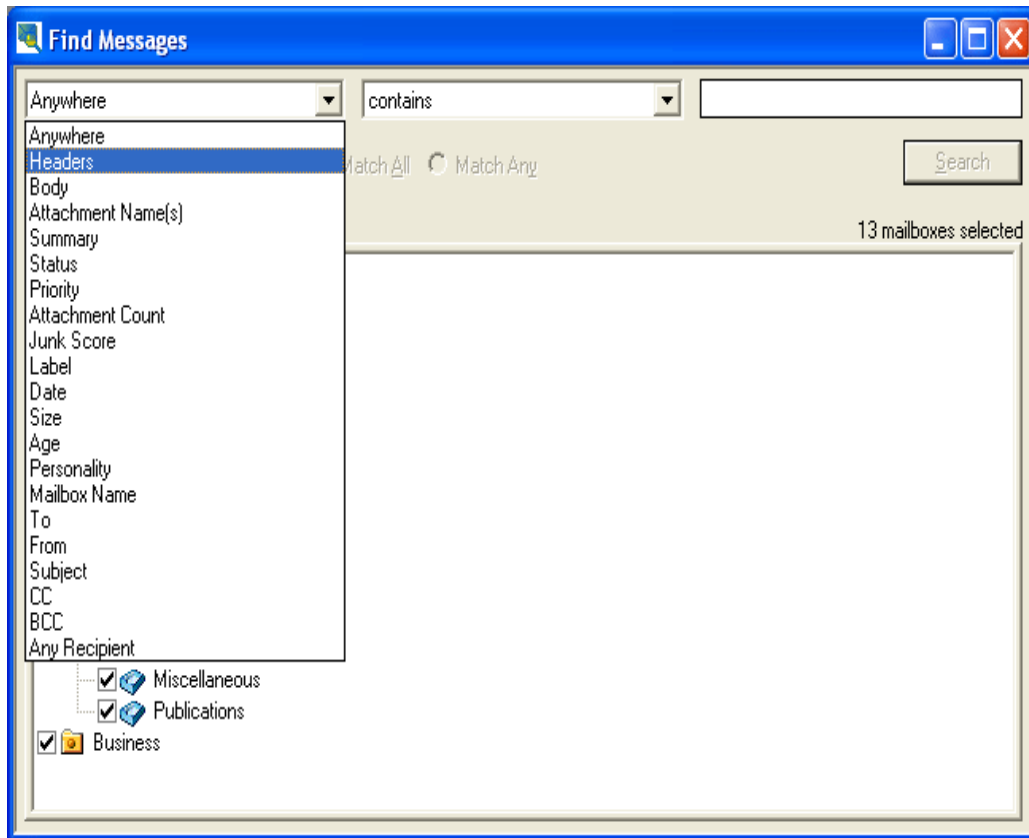 Find Messages
Anywhere contains
Anywhere
Headers
Match All Match Any Search
Body
Attachment Name(s)
Summary 13 mailboxes selected
Status
Priority
Attachment Count
Junk Score
Label
Date
Size
Age
Personality
Mailbox Name
To
From
Subject
CC
BCC
Any Recipient
Miscellaneous
Publications
Business